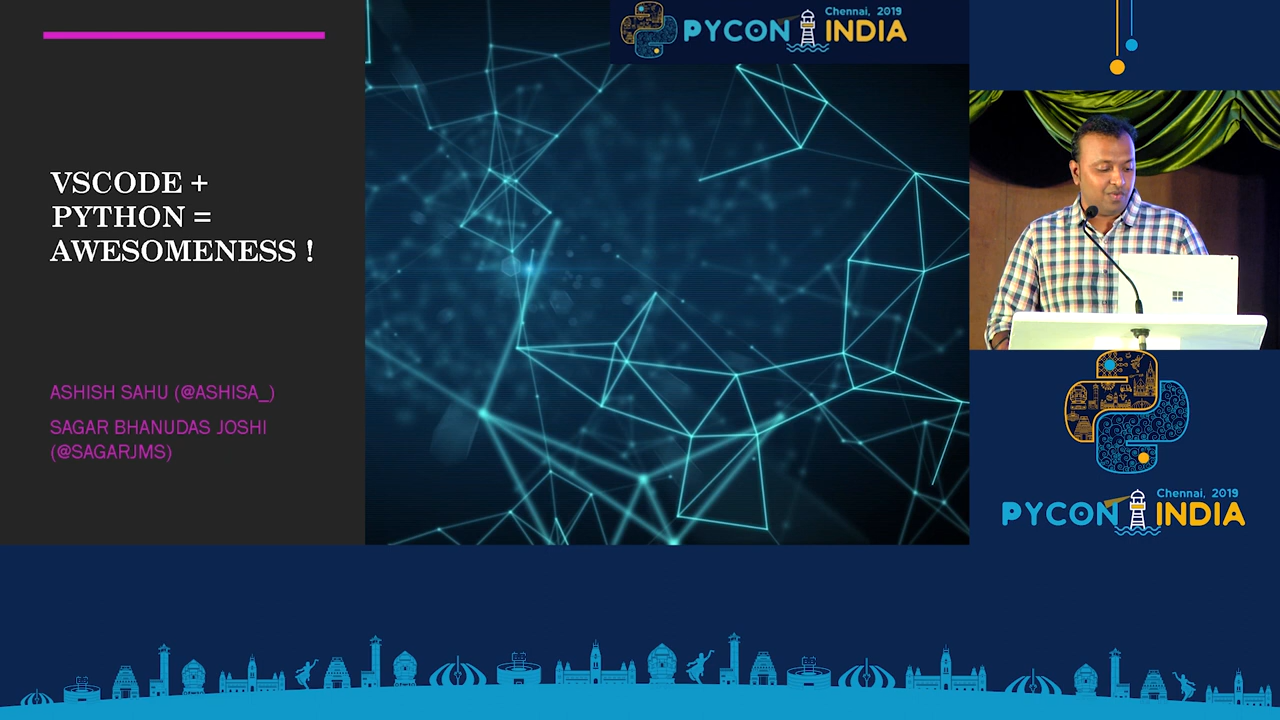 VSCODE +
PYTHON =
AWESOMENESS !
ASHISH SAHU (@ASHISA_)
SAGAR BHANUDAS JOSHI
(@SAGARJMS)
Chennai, 2019
PYCON INDIA
Chennai, 2019
PYCON INDIA